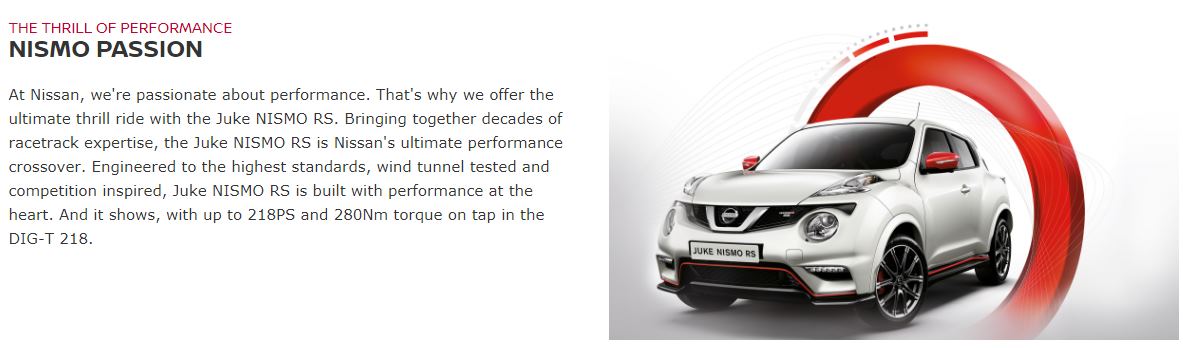 THE THRILL OF PERFORMANCE
NISMO PASSION
At Nissan, we're passionate about performance. That's why we offer the
ultimate thrill ride with the Juke NISMO RS. Bringing together decades of
racetrack expertise, the Juke NISMO RS is Nissan's ultimate performance
crossover. Engineered to the highest standards, wind tunnel tested and
competition inspired, Juke NISMO RS is built with performance at the
heart. And it shows, with up to 218PS and 280Nm torque on tap in the
DIG-T 218.
JUKE NISMO RS